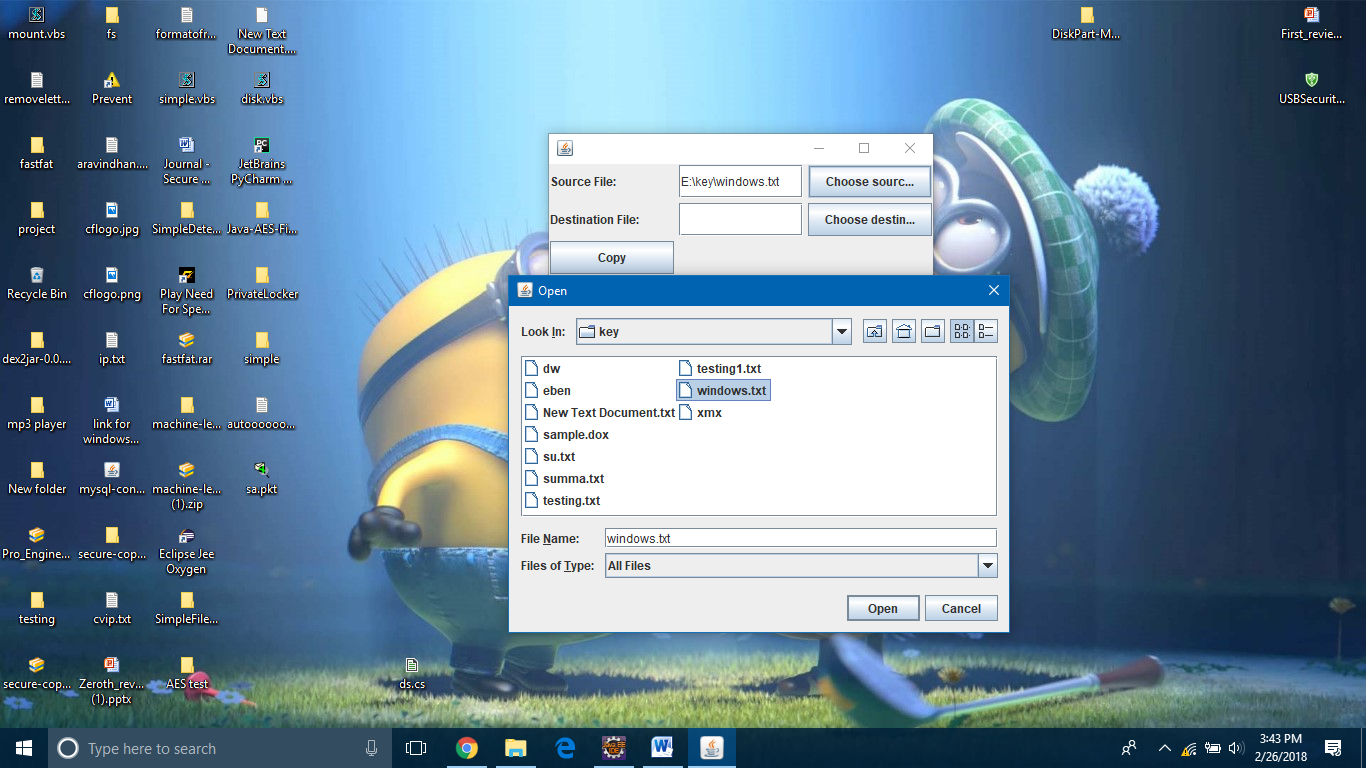 mount.vbs
fs
formatofr...
New Text
Document....
DiskPart-M...
First_revie...
removelett...
Prevent
simple.vbs
disk.vbs
USBSecurit...
fastfat
aravindhan....
Journal -
Secure ...
JetBrains
PyCharm ...
project
cflogo.jpg
SimpleDete...
Java-AES-Fi...
Recycle Bin
cflogo.png
Play Need
For Spe...
PrivateLocker
dex2jar-0.0....
ip.txt
fastfat.rar
simple
mp3 player
link for
windows...
machine-le...
autoooooo...
New folder
mysql-con...
machine-le...
(1).zip
sa.pkt
Pro_Engine...
secure-cop...
Eclipse Jee
Oxygen
testing
cvip.txt
SimpleFile...
secure-cop...
Zeroth_rev...
(1).pptx
AES test
ds.cs
Source File:
E:\key\windows.txt
Choose sourc...
Destination File:
Choose destin...
Copy
Open
Look In:
key
dw
eben
New Text Document.txt
sample.dox
su.txt
summa.txt
testing.txt
testing1.txt
windows.txt
xmx
File Name:
windows.txt
Files of Type:
All Files
Open
Cancel
Type here to search
3:43 PM
2/26/2018